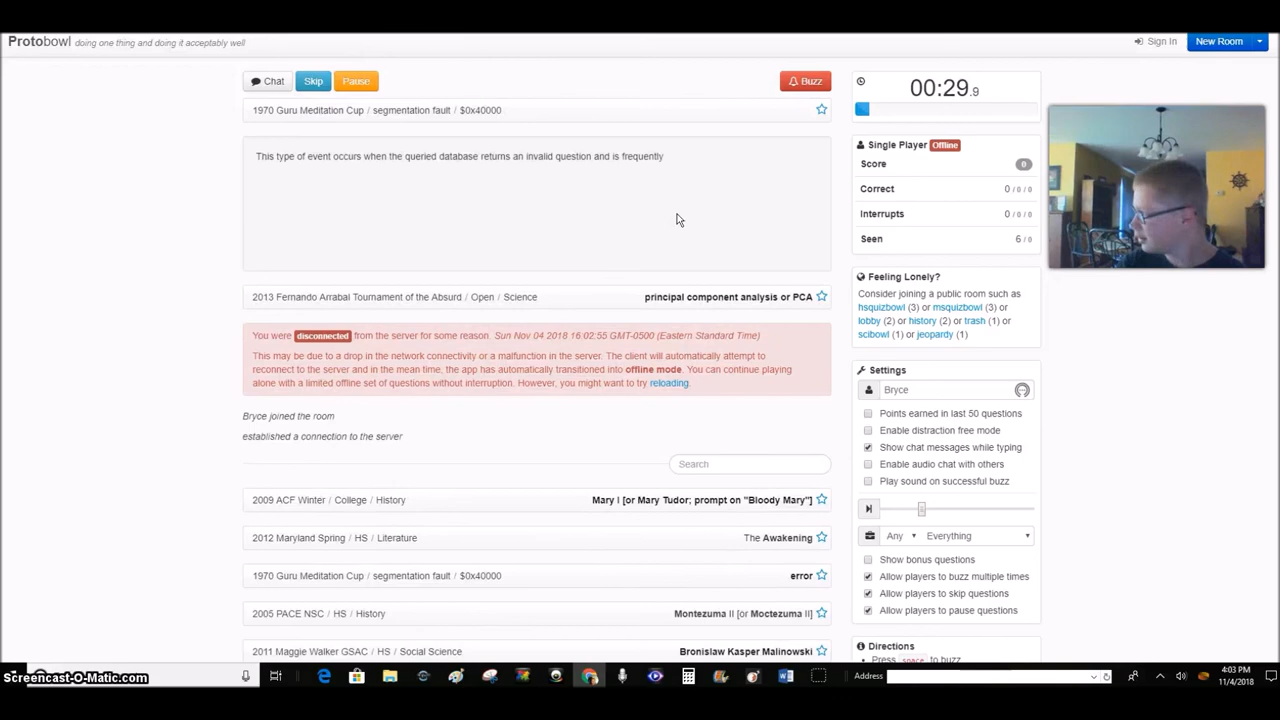 Protobowl doing one thing and doing it acceptably well
Sign In
New Room
Chat
Skip
Pause
Buzz
1970 Guru Meditation Cup / segmentation fault / $0x40000
This type of event occurs when the queried database returns an invalid question and is frequently
2013 Fernando Arrabal Tournament of the Absurd / Open / Science
principal component analysis or PCA
You were disconnected from the server for some reason. Sun Nov 04 2018 16:02:55 GMT-0500 (Eastern Standard Time)
This may be due to a drop in the network connectivity or a malfunction in the server. The client will automatically attempt to
reconnect to the server and in the mean time, the app has automatically transitioned into offline mode. You can continue playing
alone with a limited offline set of questions without interruption. However, you might want to try reloading.
Bryce joined the room
established a connection to the server
Search
2009 ACF Winter / College / History
Mary I [or Mary Tudor; prompt on "Bloody Mary"]
2012 Maryland Spring / HS / Literature
The Awakening
1970 Guru Meditation Cup / segmentation fault / $0x40000
error
2005 PACE NSC / HS / History
Montezuma II [or Moctezuma II]
2011 Maggie Walker GSAC / HS / Social Science
Bronislaw Kasper Malinowski
00:29.9
Single Player Offline
Score 0
Correct 0 / 0 / 0
Interrupts 0 / 0 / 0
Seen 6 / 0
Feeling Lonely?
Consider joining a public room such as
hsquizbowl (3) or msquizbowl (3) or
lobby (2) or history (2) or trash (1) or
scibowl (1) or jeopardy (1)
Settings
Bryce
Points earned in last 50 questions
Enable distraction free mode
Show chat messages while typing
Enable audio chat with others
Play sound on successful buzz
Any Everything
Show bonus questions
Allow players to buzz multiple times
Allow players to skip questions
Allow players to pause questions
Directions
Press space to buzz
Screencast-O-Matic.com
Address
4:03 PM
11/4/2018